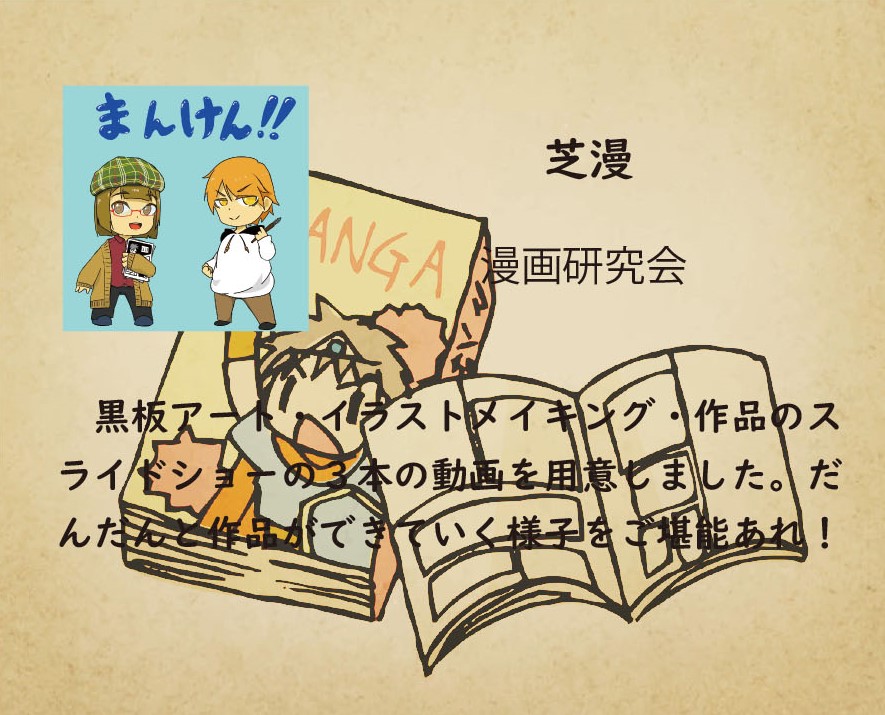 まんけん!!
芝漫
MANGA
漫画研究会
　黒板アート・イラストメイキング・作品のス
ライドショーの３本の動画を用意しました。だ
んだんと作品ができていく様子をご堪能あれ！